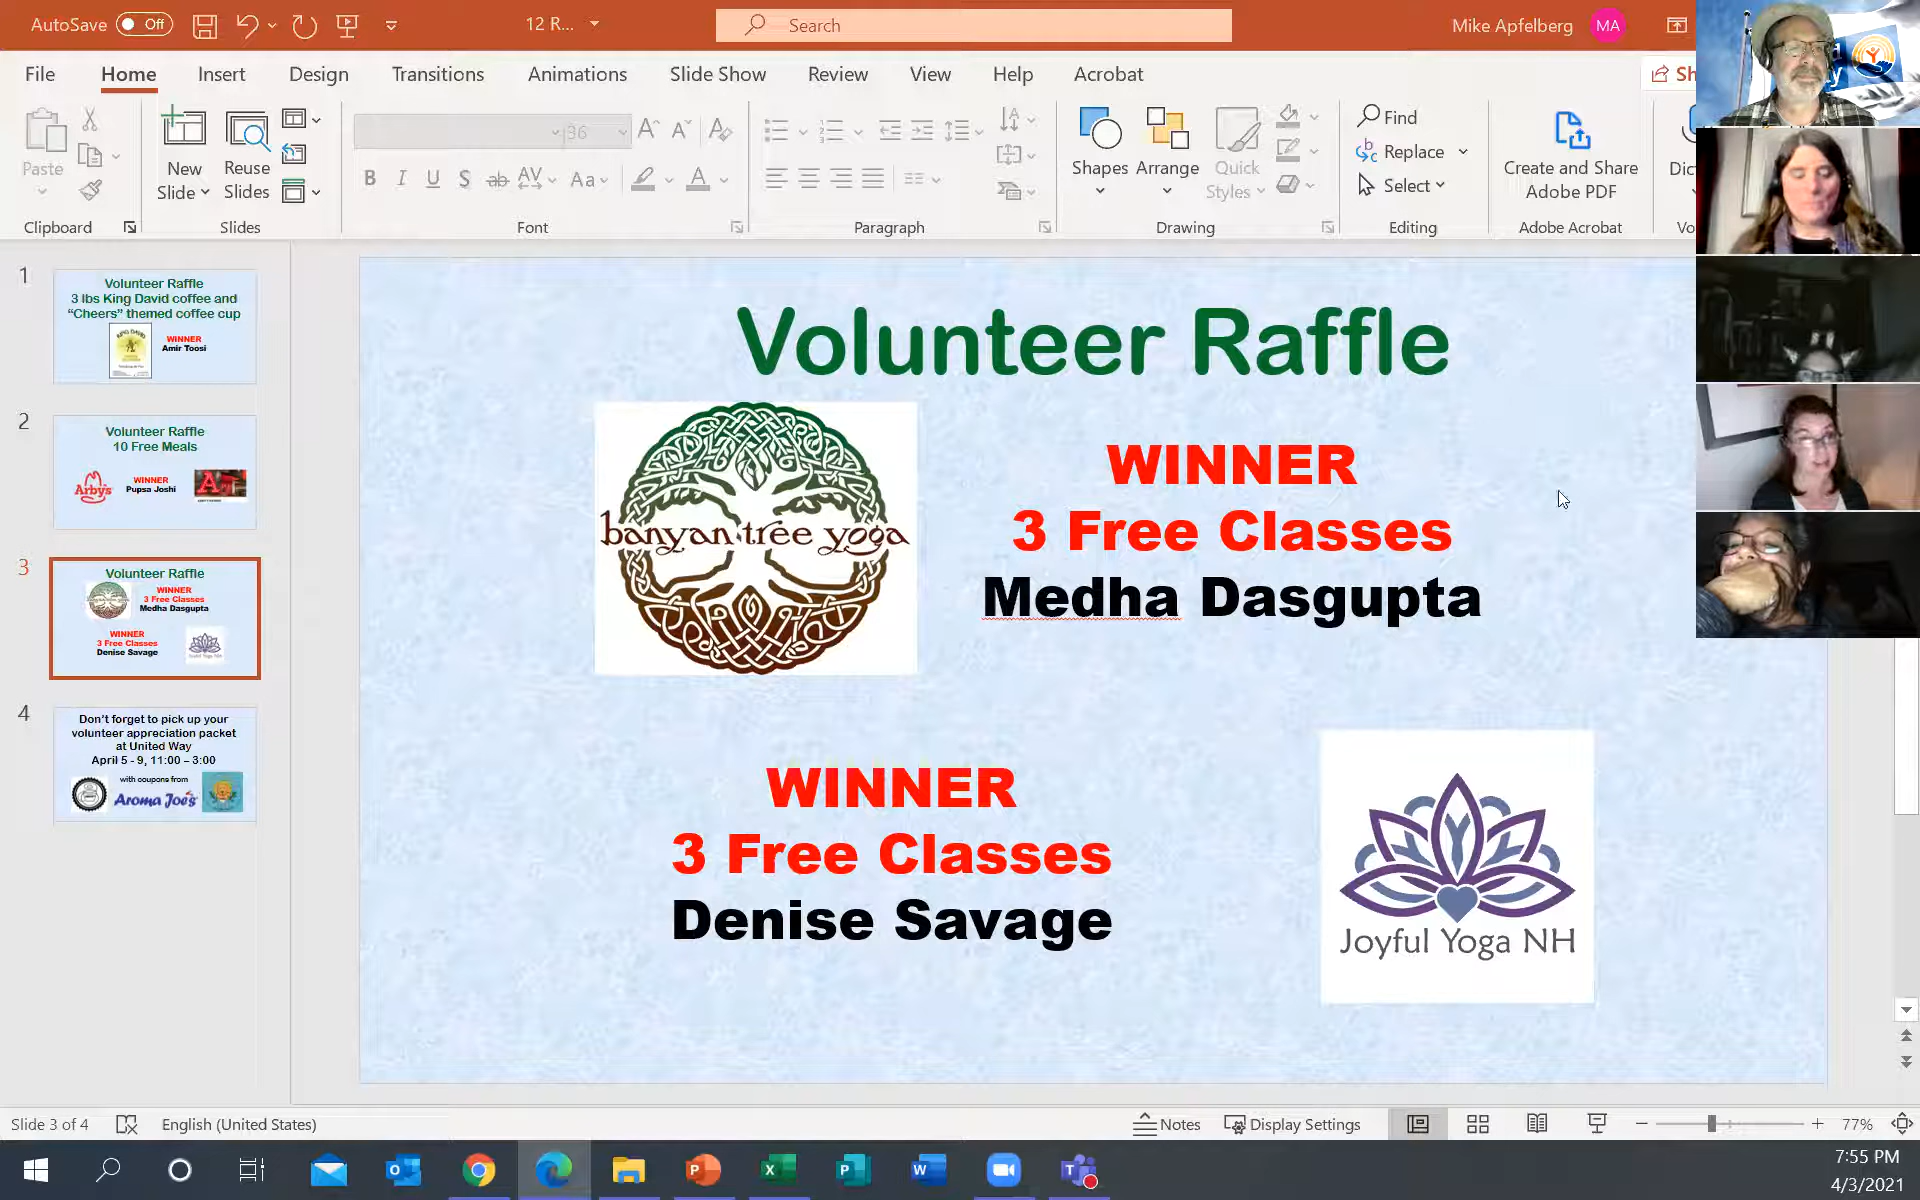 AutoSave Off
12 R...
Search
Mike Apfelberg MA
File Home Insert Design Transitions Animations Slide Show Review View Help Acrobat
Paste
New Slide
Reuse Slides
36
Shapes Arrange Quick Styles
Find
Replace
Select
Create and Share Adobe PDF
Clipboard Slides Font Paragraph Drawing Editing Adobe Acrobat
1
Volunteer Raffle
3 lbs King David coffee and
“Cheers” themed coffee cup
WINNER
Amir Toosi
2
Volunteer Raffle
10 Free Meals
Arby's
WINNER
Pupsa Joshi
3
Volunteer Raffle
WINNER
3 Free Classes
Medha Dasgupta
WINNER
3 Free Classes
Denise Savage
Joyful Yoga NH
4
Don't forget to pick up your
volunteer appreciation packet
at United Way
April 5 - 9, 11:00 – 3:00
with coupons from
Aroma Joe's
Volunteer Raffle
banyan tree yoga
WINNER
3 Free Classes
Medha Dasgupta
WINNER
3 Free Classes
Denise Savage
Joyful Yoga NH
Slide 3 of 4
English (United States)
Notes
Display Settings
77%
7:55 PM
4/3/2021